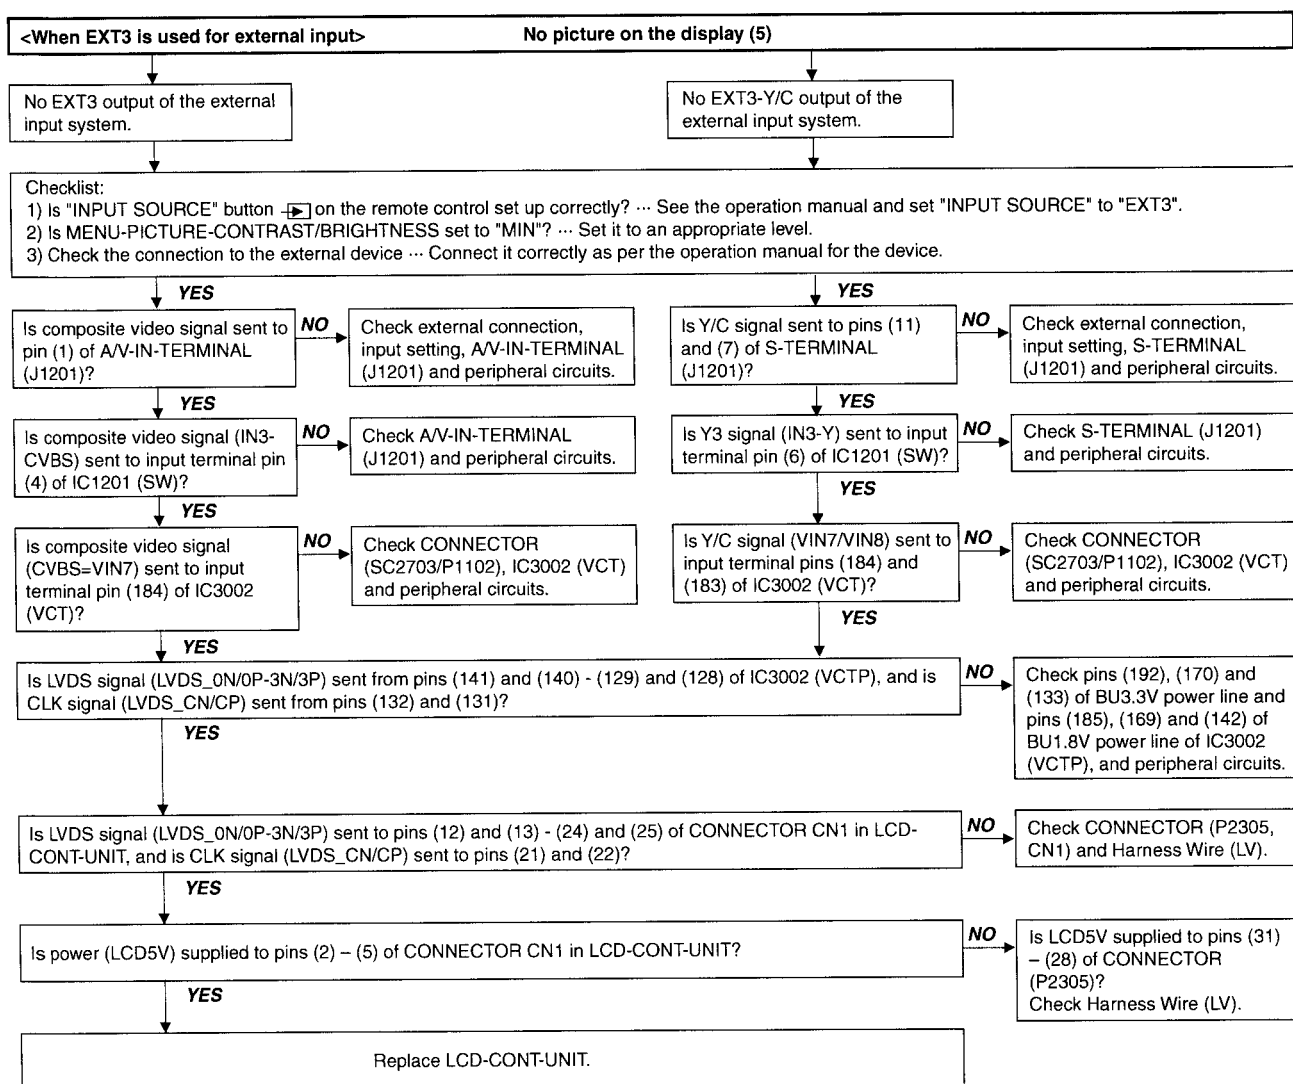 <When EXT3 is used for external input> No picture on the display (5)
No EXT3 output of the external
input system.
No EXT3-Y/C output of the
external input system.
Checklist:
1) Is "INPUT SOURCE" button on the remote control set up correctly? ··· See the operation manual and set "INPUT SOURCE" to "EXT3".
2) Is MENU-PICTURE-CONTRAST/BRIGHTNESS set to "MIN"? ··· Set it to an appropriate level.
3) Check the connection to the external device ··· Connect it correctly as per the operation manual for the device.
YES
Is composite video signal sent to
pin (1) of A/V-IN-TERMINAL
(J1201)?
NO
Check external connection,
input setting, A/V-IN-TERMINAL
(J1201) and peripheral circuits.
YES
Is composite video signal (IN3-
CVBS) sent to input terminal pin
(4) of IC1201 (SW)?
NO
Check A/V-IN-TERMINAL
(J1201) and peripheral circuits.
YES
Is composite video signal
(CVBS=VIN7) sent to input
terminal pin (184) of IC3002
(VCT)?
NO
Check CONNECTOR
(SC2703/P1102), IC3002 (VCT)
and peripheral circuits.
YES
YES
Is Y/C signal sent to pins (11)
and (7) of S-TERMINAL
(J1201)?
NO
Check external connection,
input setting, S-TERMINAL
(J1201) and peripheral circuits.
YES
Is Y3 signal (IN3-Y) sent to input
terminal pin (6) of IC1201 (SW)?
NO
Check S-TERMINAL (J1201)
and peripheral circuits.
YES
Is Y/C signal (VIN7/VIN8) sent to
input terminal pins (184) and
(183) of IC3002 (VCT)?
NO
Check CONNECTOR
(SC2703/P1102), IC3002 (VCT)
and peripheral circuits.
YES
Is LVDS signal (LVDS_0N/0P-3N/3P) sent from pins (141) and (140) - (129) and (128) of IC3002 (VCTP), and is
CLK signal (LVDS_CN/CP) sent from pins (132) and (131)?
NO
Check pins (192), (170) and
(133) of BU3.3V power line and
pins (185), (169) and (142) of
BU1.8V power line of IC3002
(VCTP), and peripheral circuits.
YES
Is LVDS signal (LVDS_0N/0P-3N/3P) sent to pins (12) and (13) - (24) and (25) of CONNECTOR CN1 in LCD-
CONT-UNIT, and is CLK signal (LVDS_CN/CP) sent to pins (21) and (22)?
NO
Check CONNECTOR (P2305,
CN1) and Harness Wire (LV).
YES
Is power (LCD5V) supplied to pins (2) – (5) of CONNECTOR CN1 in LCD-CONT-UNIT?
NO
Is LCD5V supplied to pins (31)
– (28) of CONNECTOR
(P2305)?
Check Harness Wire (LV).
YES
Replace LCD-CONT-UNIT.